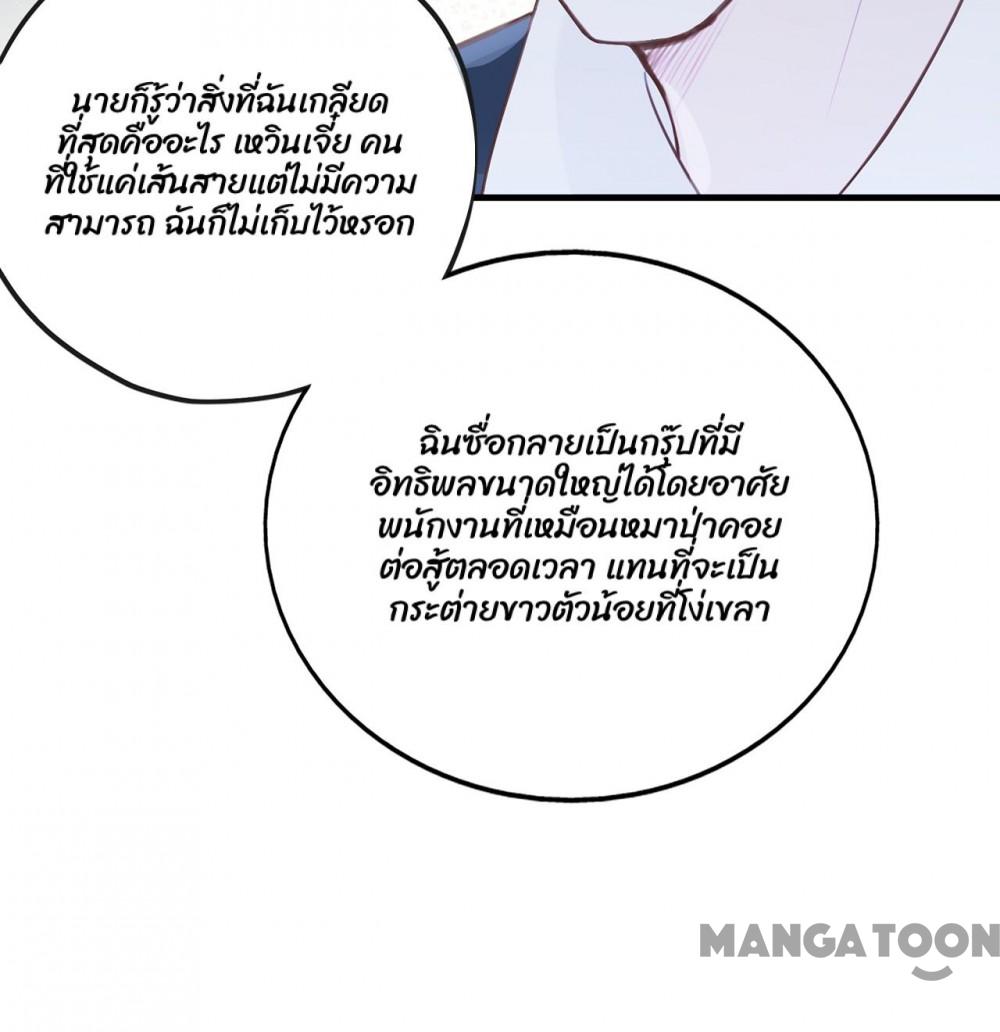 นายก็รู้ว่าสิ่งที่ฉันเกลียด
ที่สุดคืออะไร เหวินเจี๋ย คน
ที่ใช้แค่เส้นสายแต่ไม่มีความ
สามารถ ฉันก็ไม่เก็บไว้หรอก
ฉินซื่อกลายเป็นกรุ๊ปที่มี
อิทธิพลขนาดใหญ่ได้โดยอาศัย
พนักงานที่เหมือนหมาป่าคอย
ต่อสู้ตลอดเวลา แทนที่จะเป็น
กระต่ายขาวตัวน้อยที่โง่เขลา
MANGATOON